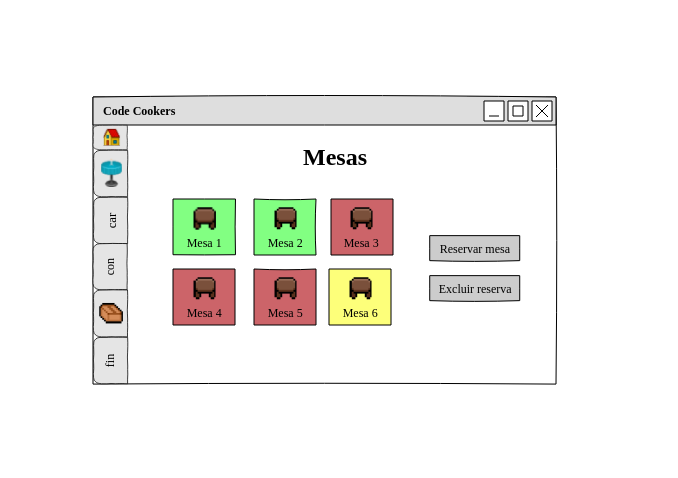 Code Cookers
Mesas
car
con
fin
Mesa 1
Mesa 2
Mesa 3
Mesa 4
Mesa 5
Mesa 6
Reservar mesa
Excluir reserva